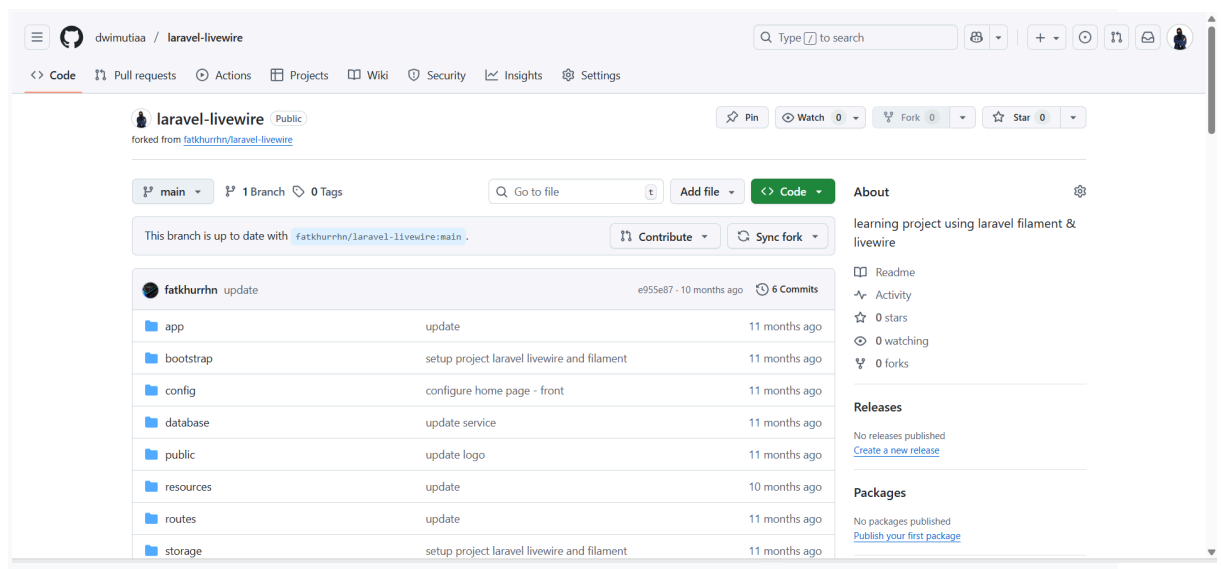 dwimutiaa / laravel-livewire
Type / to search
Code
Pull requests
Actions
Projects
Wiki
Security
Insights
Settings
laravel-livewire Public
Pin
Watch 0
Fork 0
Star 0
forked from fatkhurrhn/laravel-livewire
main
1 Branch
0 Tags
Go to file t
Add file
Code
This branch is up to date with fatkhurrhn/laravel-livewire:main .
Contribute
Sync fork
fatkhurrhn update e955e87 · 10 months ago 6 Commits
app update 11 months ago
bootstrap setup project laravel livewire and filament 11 months ago
config configure home page - front 11 months ago
database update service 11 months ago
public update logo 11 months ago
resources update 10 months ago
routes update 11 months ago
storage setup project laravel livewire and filament 11 months ago
About
learning project using laravel filament &
livewire
Readme
Activity
0 stars
0 watching
0 forks
Releases
No releases published
Create a new release
Packages
No packages published
Publish your first package